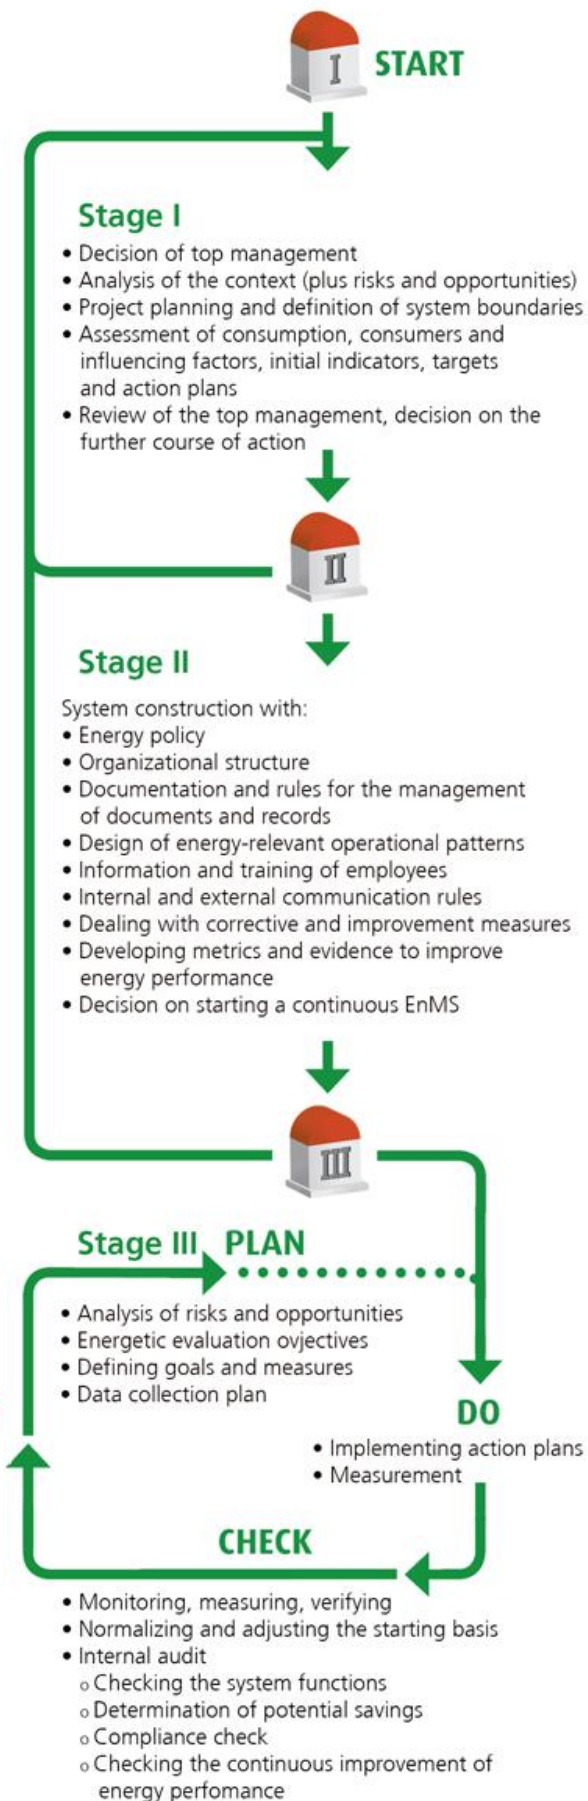 I START
Stage I
• Decision of top management
• Analysis of the context (plus risks and opportunities)
• Project planning and definition of system boundaries
• Assessment of consumption, consumers and
influencing factors, initial indicators, targets
and action plans
• Review of the top management, decision on the
further course of action
II
Stage II
System construction with:
• Energy policy
• Organizational structure
• Documentation and rules for the management
of documents and records
• Design of energy-relevant operational patterns
• Information and training of employees
• Internal and external communication rules
• Dealing with corrective and improvement measures
• Developing metrics and evidence to improve
energy performance
• Decision on starting a continuous EnMS
III
Stage III PLAN
• Analysis of risks and opportunities
• Energetic evaluation ovjectives
• Defining goals and measures
• Data collection plan
DO
• Implementing action plans
• Measurement
CHECK
• Monitoring, measuring, verifying
• Normalizing and adjusting the starting basis
• Internal audit
o Checking the system functions
o Determination of potential savings
o Compliance check
o Checking the continuous improvement of
energy perfomance